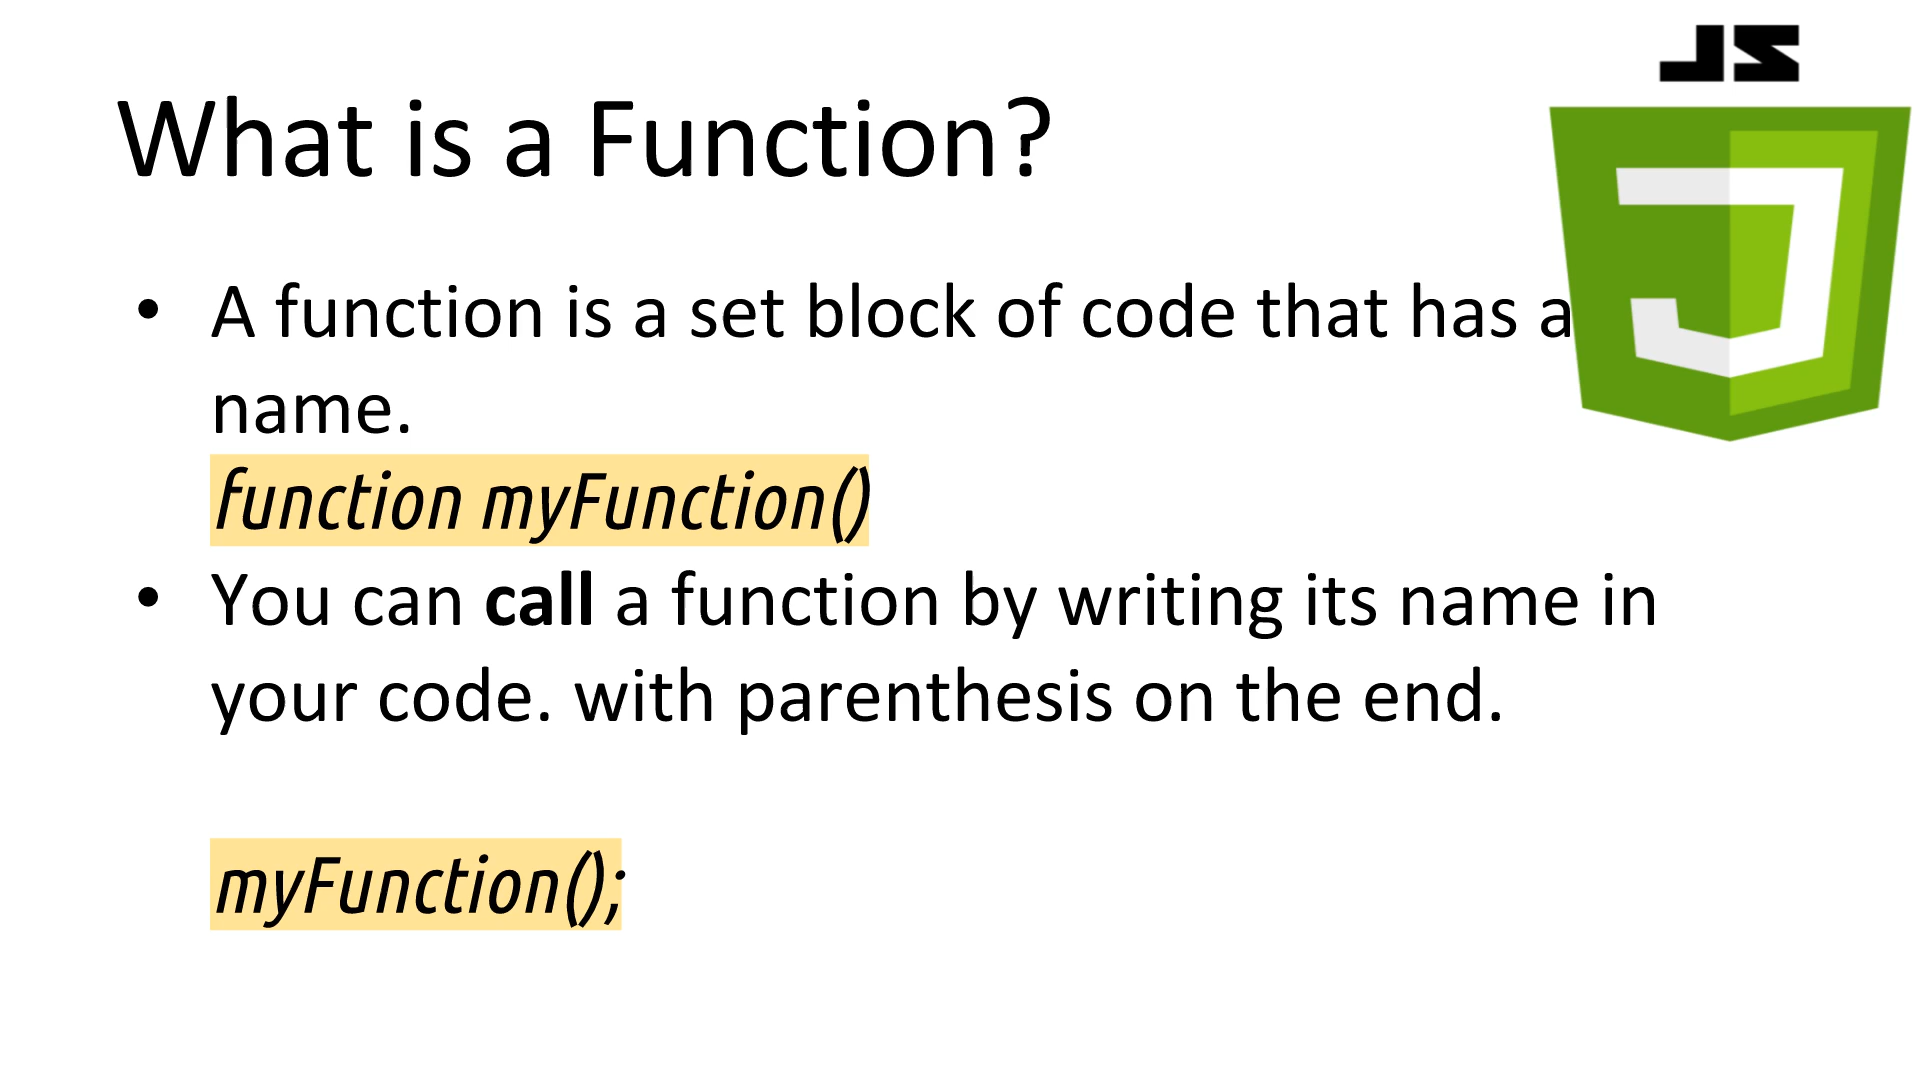 JS
What is a Function?
• A function is a set block of code that has a
name.
function myFunction()
• You can call a function by writing its name in
your code. with parenthesis on the end.
myFunction();